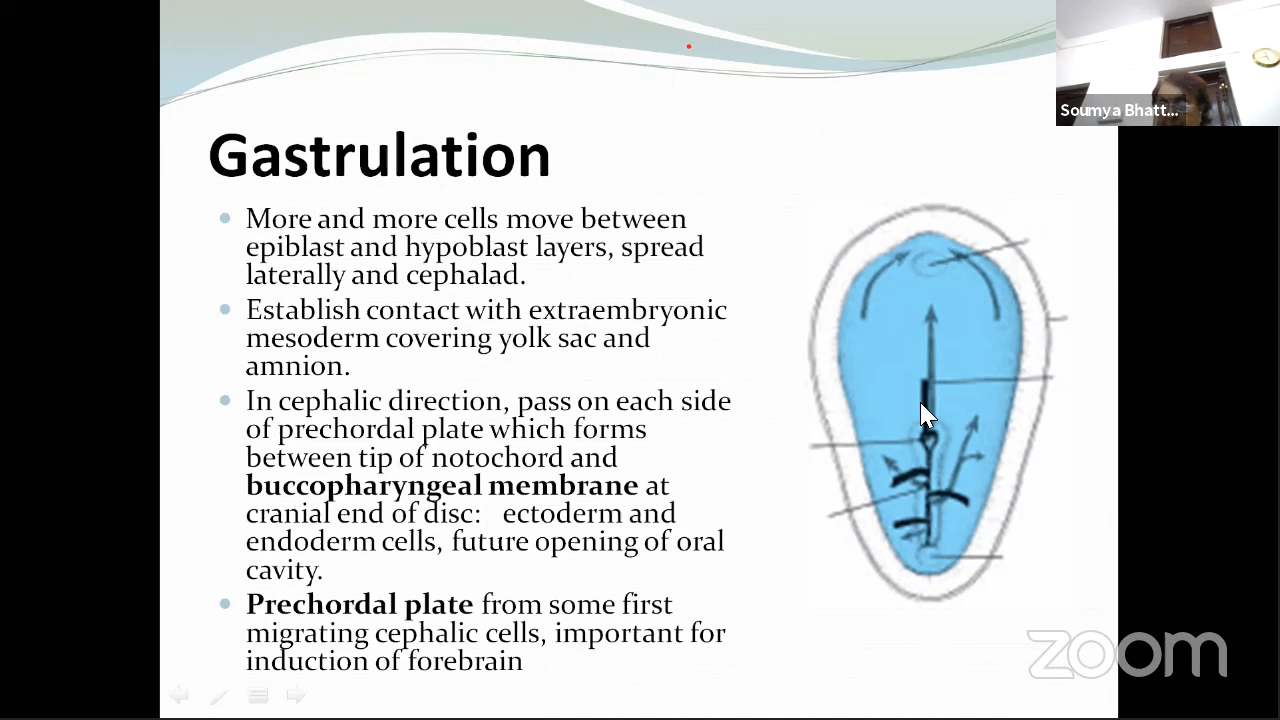 Soumya Bhatt...
Gastrulation
• More and more cells move between
epiblast and hypoblast layers, spread
laterally and cephalad.
• Establish contact with extraembryonic
mesoderm covering yolk sac and
amnion.
• In cephalic direction, pass on each side
of prechordal plate which forms
between tip of notochord and
buccopharyngeal membrane at
cranial end of disc: ectoderm and
endoderm cells, future opening of oral
cavity.
• Prechordal plate from some first
migrating cephalic cells, important for
induction of forebrain
zoom